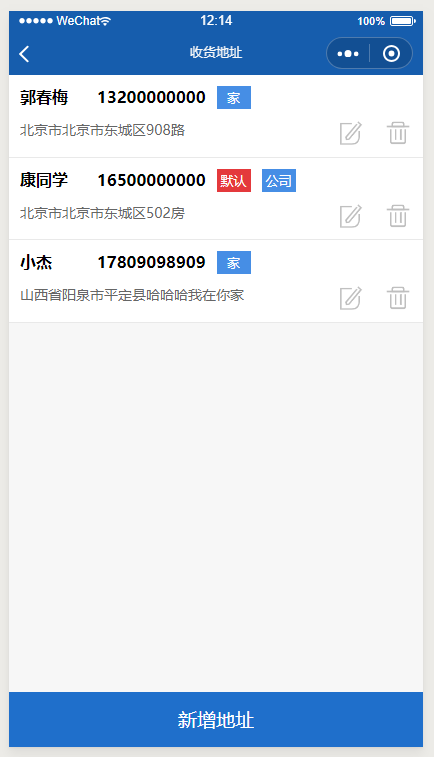 WeChat 12:14 100%
收货地址
郭春梅 13200000000 家
北京市北京市东城区908路
康同学 16500000000 默认 公司
北京市北京市东城区502房
小杰 17809098909 家
山西省阳泉市平定县哈哈哈我在你家
新增地址